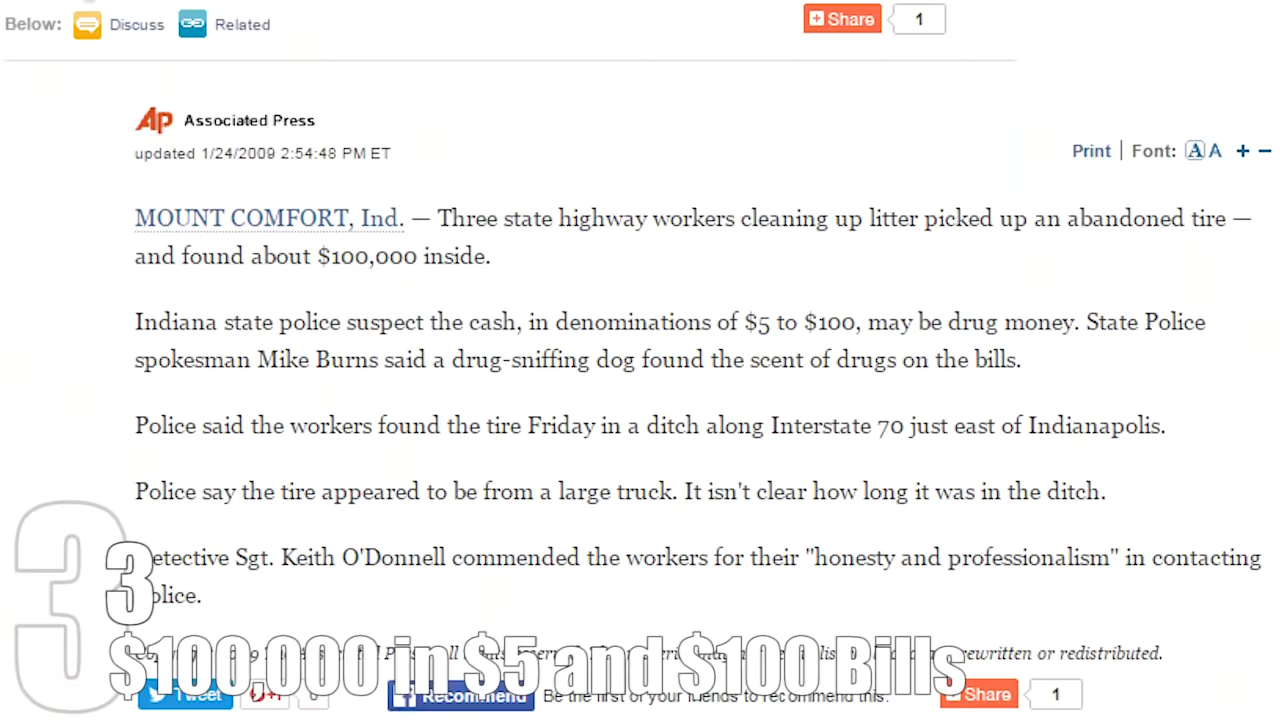 Below: Discuss Related Share 1
AP Associated Press
updated 1/24/2009 2:54:48 PM ET
Print | Font: A A + −
MOUNT COMFORT, Ind. — Three state highway workers cleaning up litter picked up an abandoned tire —
and found about $100,000 inside.
Indiana state police suspect the cash, in denominations of $5 to $100, may be drug money. State Police
spokesman Mike Burns said a drug-sniffing dog found the scent of drugs on the bills.
Police said the workers found the tire Friday in a ditch along Interstate 70 just east of Indianapolis.
Police say the tire appeared to be from a large truck. It isn't clear how long it was in the ditch.
Detective Sgt. Keith O'Donnell commended the workers for their "honesty and professionalism" in contacting
police.
3
3
$100,000 in $5 and $100 Bills
rewritten or redistributed.
Tweet +1 0 Recommend Be the first of your friends to recommend this. Share 1